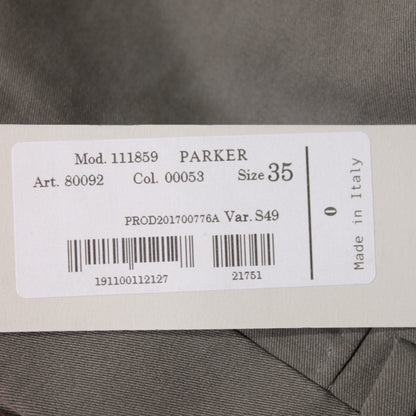 Mod. 111859 PARKER
Art. 80092 Col. 00053 Size 35
PROD201700776A Var. S49
191100112127 21751
0
Made in Italy